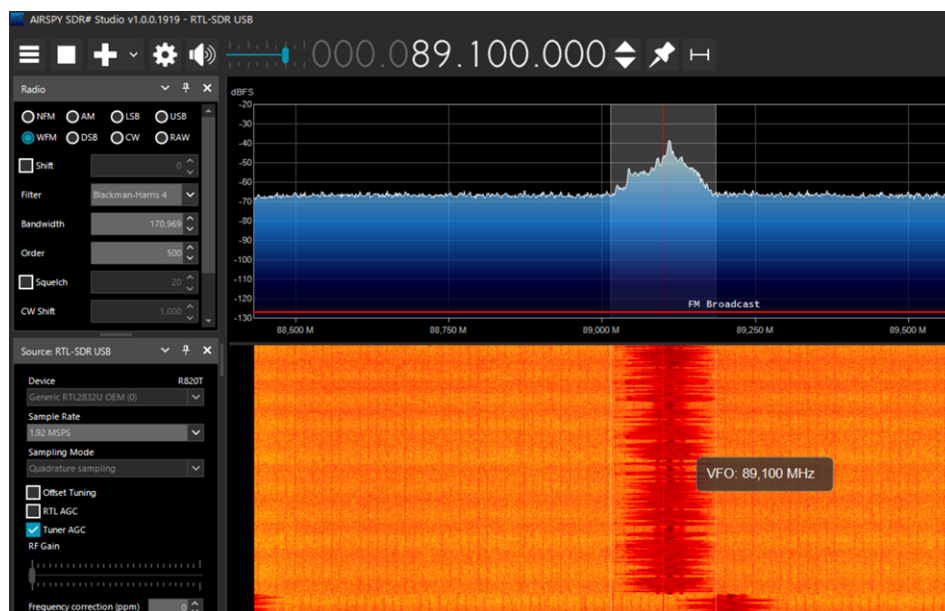 AIRSPY SDR# Studio v1.0.0.1919 - RTL-SDR USB
000.089.100.000
Radio
NFM AM LSB USB
WFM DSB CW RAW
Shift 0
Filter Blackman-Harris 4
Bandwidth 170.969
Order 500
Squelch 20
CW Shift 1.000
Source: RTL-SDR USB
Device R820T
Generic RTL2832U OEM (0)
Sample Rate
1.92 MSPS
Sampling Mode
Quadrature sampling
Offset Tuning
RTL AGC
Tuner AGC
RF Gain
Frequency correction (ppm) 0
dBFS
-20
-30
-40
-50
-60
-70
-80
-90
-100
-110
-120
-130
FM Broadcast
88,500 M 88,750 M 89,000 M 89,250 M 89,500 M
VFO: 89,100 MHz